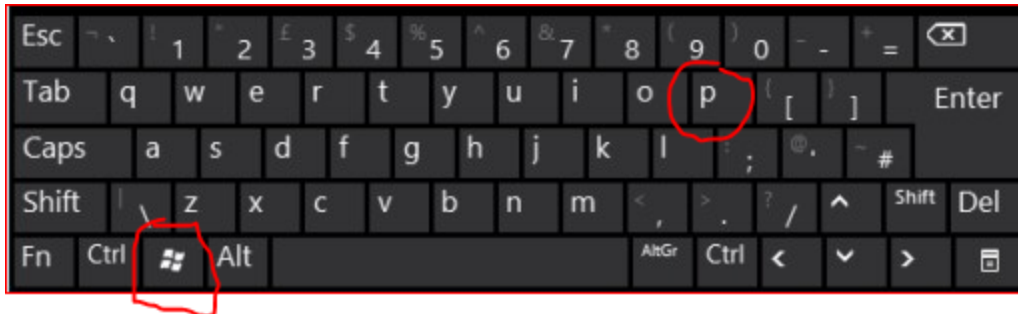 Esc ¬ ` ! 1 " 2 £ 3 $ 4 % 5 ^ 6 & 7 * 8 ( 9 ) 0 _ - + =
Tab q w e r t y u i o p { [ } ] Enter
Caps a s d f g h j k l : ; @ ' ~ #
Shift | \ z x c v b n m < , > . ? / Shift Del
Fn Ctrl Alt AltGr Ctrl